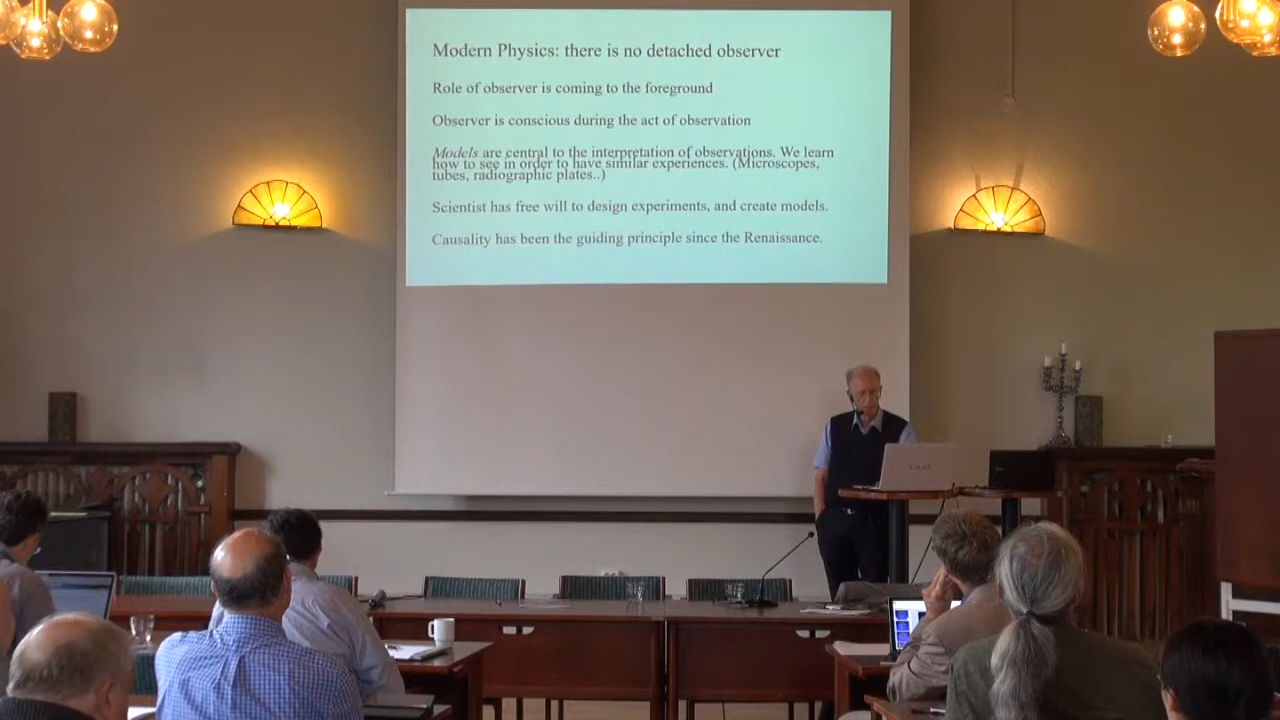 Modern Physics: there is no detached observer
Role of observer is coming to the foreground
Observer is conscious during the act of observation
Models are central to the interpretation of observations. We learn
how to see in order to have similar experiences. (Microscopes,
tubes, radiographic plates..)
Scientist has free will to design experiments, and create models.
Causality has been the guiding principle since the Renaissance.
VAIO